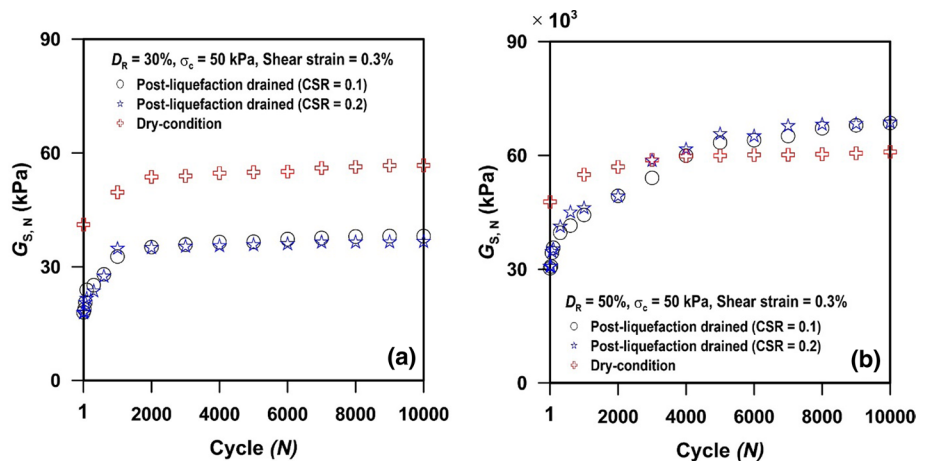 90
60
30
0
G_S, N (kPa)
D_R = 30%, σ_c = 50 kPa, Shear strain = 0.3%
Post-liquefaction drained (CSR = 0.1)
Post-liquefaction drained (CSR = 0.2)
Dry-condition
(a)
1 2000 4000 6000 8000 10000
Cycle (N)
× 10³
90
60
30
0
G_S, N (kPa)
D_R = 50%, σ_c = 50 kPa, Shear strain = 0.3%
Post-liquefaction drained (CSR = 0.1)
Post-liquefaction drained (CSR = 0.2)
Dry-condition
(b)
1 2000 4000 6000 8000 10000
Cycle (N)